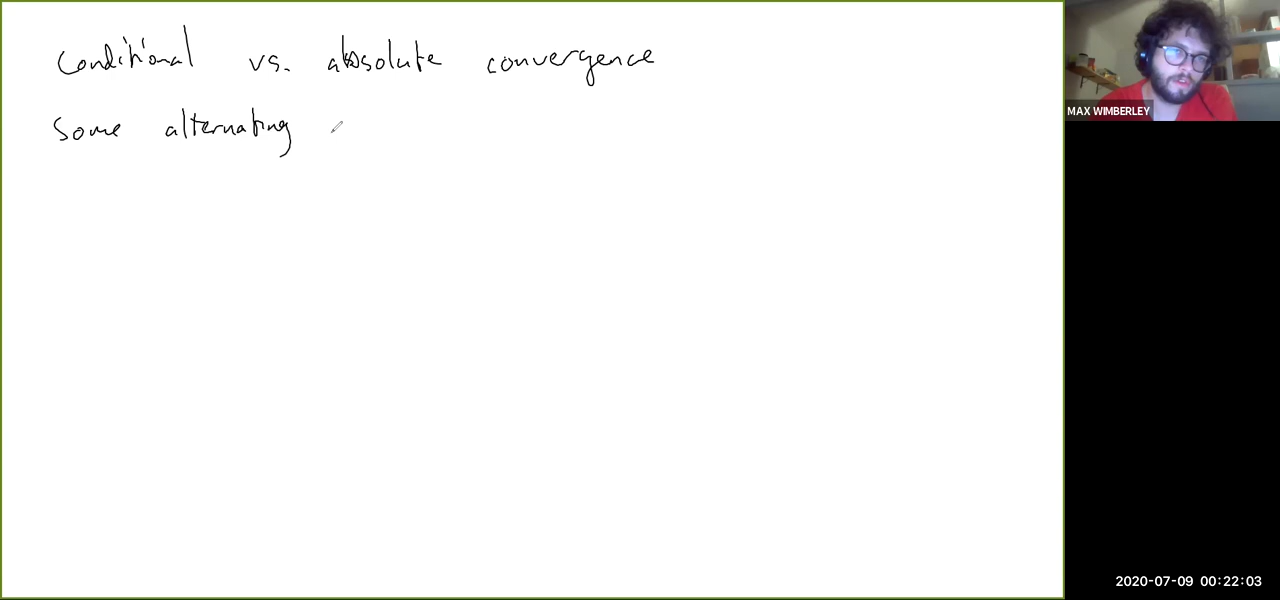 Conditional vs. absolute convergence
Some alternating
MAX WIMBERLEY
2020-07-09 00:22:03